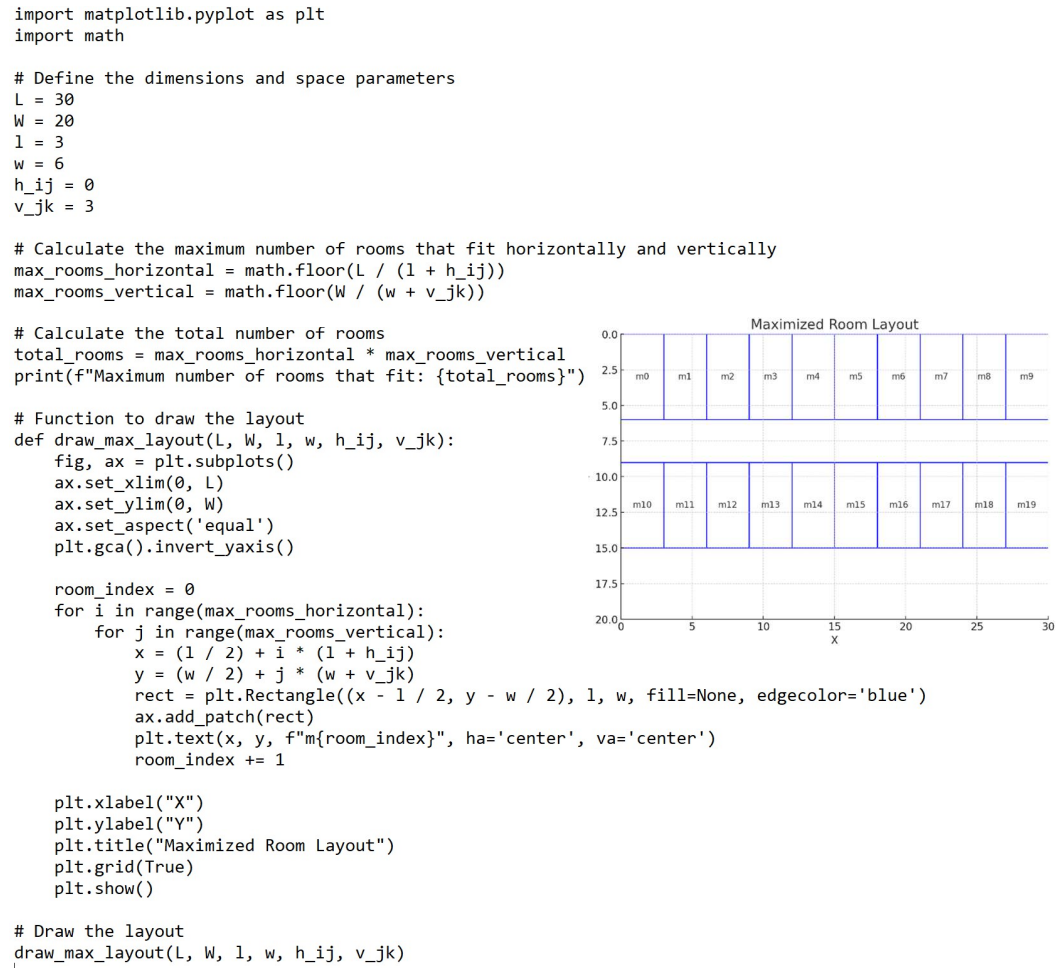 import matplotlib.pyplot as plt
import math
# Define the dimensions and space parameters
L = 30
W = 20
l = 3
w = 6
h_ij = 0
v_jk = 3
# Calculate the maximum number of rooms that fit horizontally and vertically
max_rooms_horizontal = math.floor(L / (l + h_ij))
max_rooms_vertical = math.floor(W / (w + v_jk))
# Calculate the total number of rooms
total_rooms = max_rooms_horizontal * max_rooms_vertical
print(f"Maximum number of rooms that fit: {total_rooms}")
# Function to draw the layout
def draw_max_layout(L, W, l, w, h_ij, v_jk):
    fig, ax = plt.subplots()
    ax.set_xlim(0, L)
    ax.set_ylim(0, W)
    ax.set_aspect('equal')
    plt.gca().invert_yaxis()
    room_index = 0
    for i in range(max_rooms_horizontal):
        for j in range(max_rooms_vertical):
            x = (l / 2) + i * (l + h_ij)
            y = (w / 2) + j * (w + v_jk)
            rect = plt.Rectangle((x - l / 2, y - w / 2), l, w, fill=None, edgecolor='blue')
            ax.add_patch(rect)
            plt.text(x, y, f"m{room_index}", ha='center', va='center')
            room_index += 1
    plt.xlabel("X")
    plt.ylabel("Y")
    plt.title("Maximized Room Layout")
    plt.grid(True)
    plt.show()
# Draw the layout
draw_max_layout(L, W, l, w, h_ij, v_jk)
Maximized Room Layout
0.0
2.5 m0 m1 m2 m3 m4 m5 m6 m7 m8 m9
5.0
7.5
10.0
12.5 m10 m11 m12 m13 m14 m15 m16 m17 m18 m19
15.0
17.5
20.0
0 5 10 15 20 25 30
X